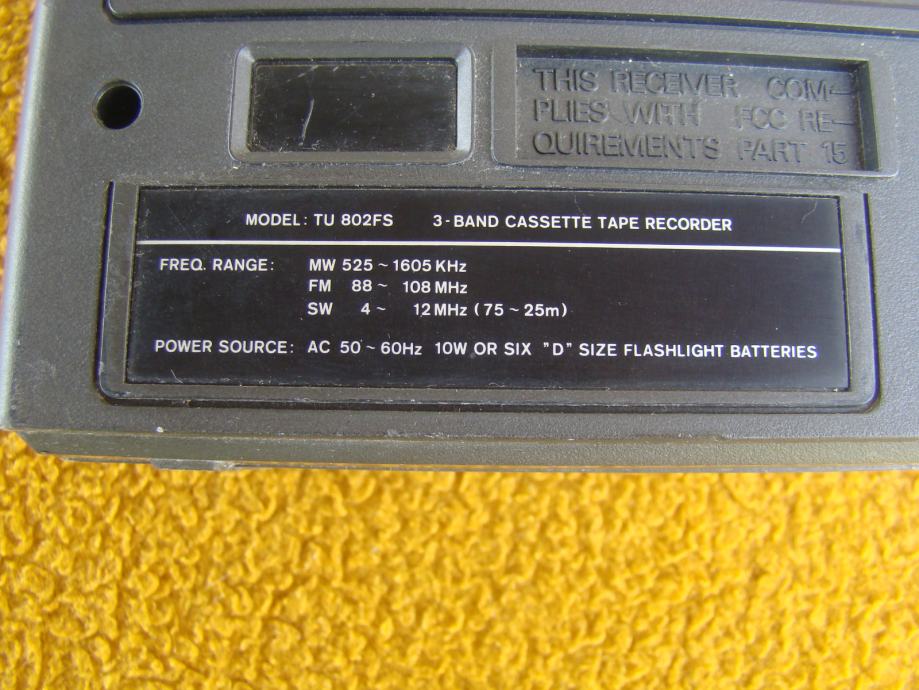 THIS RECEIVER COM-
PLIES WITH FCC RE-
QUIREMENTS PART 15
MODEL: TU 802FS 3-BAND CASSETTE TAPE RECORDER
FREQ. RANGE: MW 525 ~ 1605 KHz
FM 88 ~ 108 MHz
SW 4 ~ 12 MHz (75 ~ 25m)
POWER SOURCE: AC 50 ~ 60Hz 10W OR SIX "D" SIZE FLASHLIGHT BATTERIES